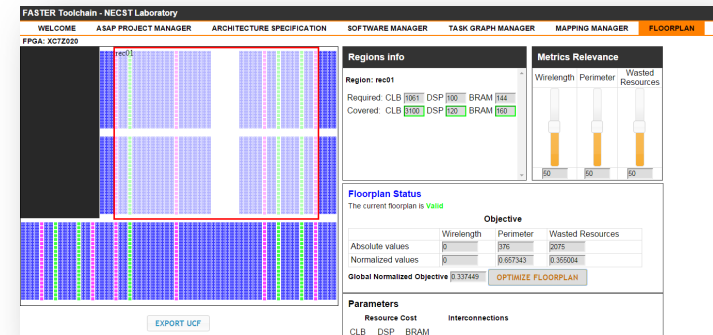 FASTER Toolchain - NECST Laboratory
WELCOME ASAP PROJECT MANAGER ARCHITECTURE SPECIFICATION SOFTWARE MANAGER TASK GRAPH MANAGER MAPPING MANAGER FLOORPLAN
FPGA: XC7Z020
rec01
EXPORT UCF
Regions info
Region: rec01
Required: CLB 1061 DSP 100 BRAM 144
Covered: CLB 3100 DSP 120 BRAM 160
Metrics Relevance
Wirelength Perimeter Wasted Resources
50 50 50
Floorplan Status
The current floorplan is Valid
Objective
Wirelength Perimeter Wasted Resources
Absolute values 0 376 2075
Normalized values 0 0.657343 0.355004
Global Normalized Objective 0.337449 OPTIMIZE FLOORPLAN
Parameters
Resource Cost Interconnections
CLB DSP BRAM